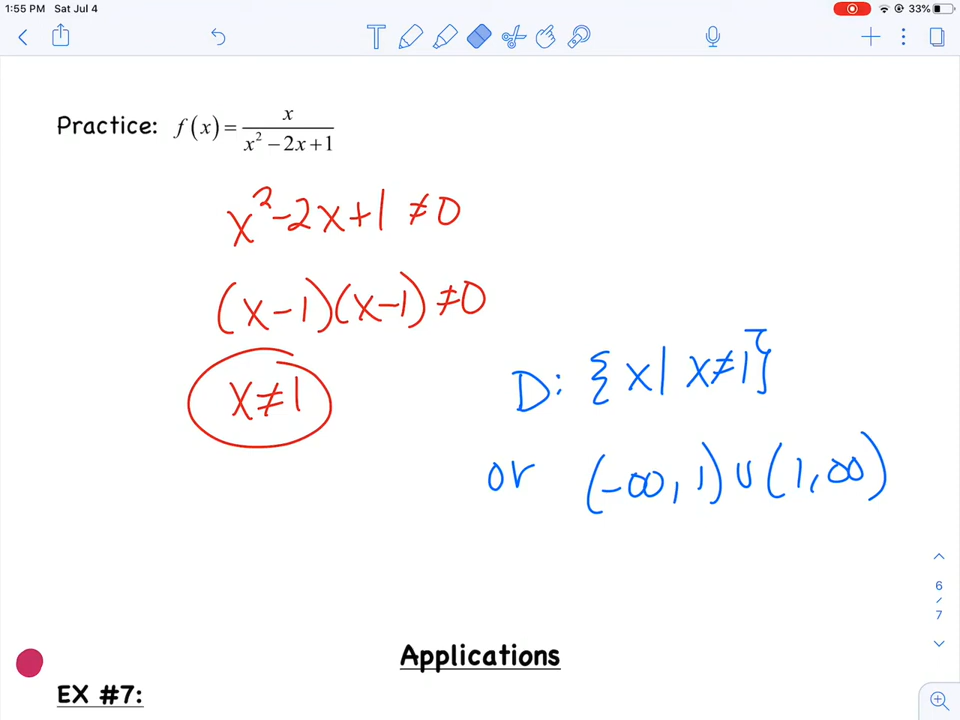 1:55 PM Sat Jul 4 33%
Practice: f(x) = x / (x² − 2x + 1)
x² - 2x + 1 ≠ 0
(x - 1)(x - 1) ≠ 0
x ≠ 1
D: {x | x ≠ 1}
or (-∞, 1) ∪ (1, ∞)
6
/
7
Applications
EX #7: